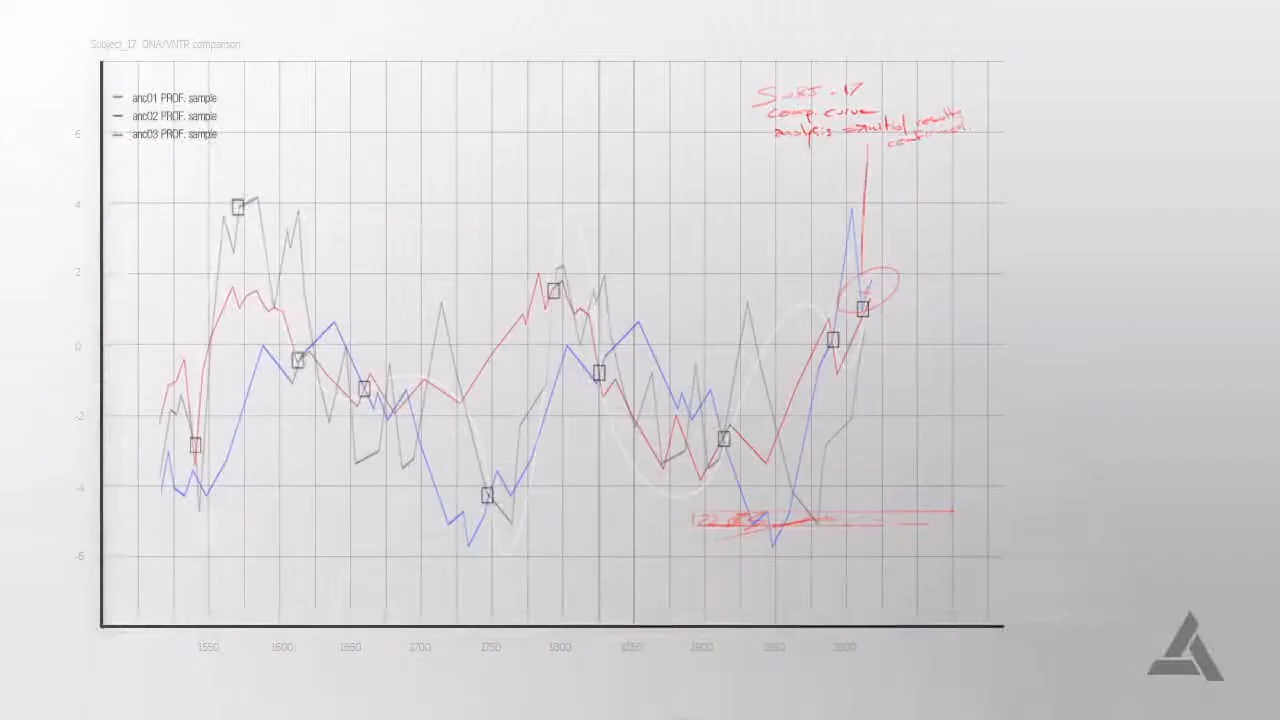 Subject_17 DNA/VNTR comparison
anc01 PROF. sample
anc02 PROF. sample
anc03 PROF. sample
SUBJ. 17
comp. curve
analysis initial results
confirmed.
6
4
2
0
-2
-4
-6
1550 1600 1650 1700 1750 1800 1850 1900 1950 2000